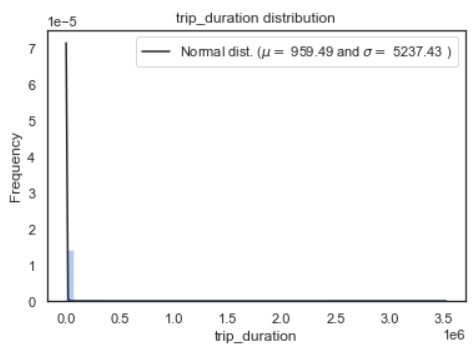 trip_duration distribution
1e−5
Normal dist. (μ = 959.49 and σ = 5237.43 )
7
6
5
4
3
2
1
0
Frequency
0.0 0.5 1.0 1.5 2.0 2.5 3.0 3.5
1e6
trip_duration